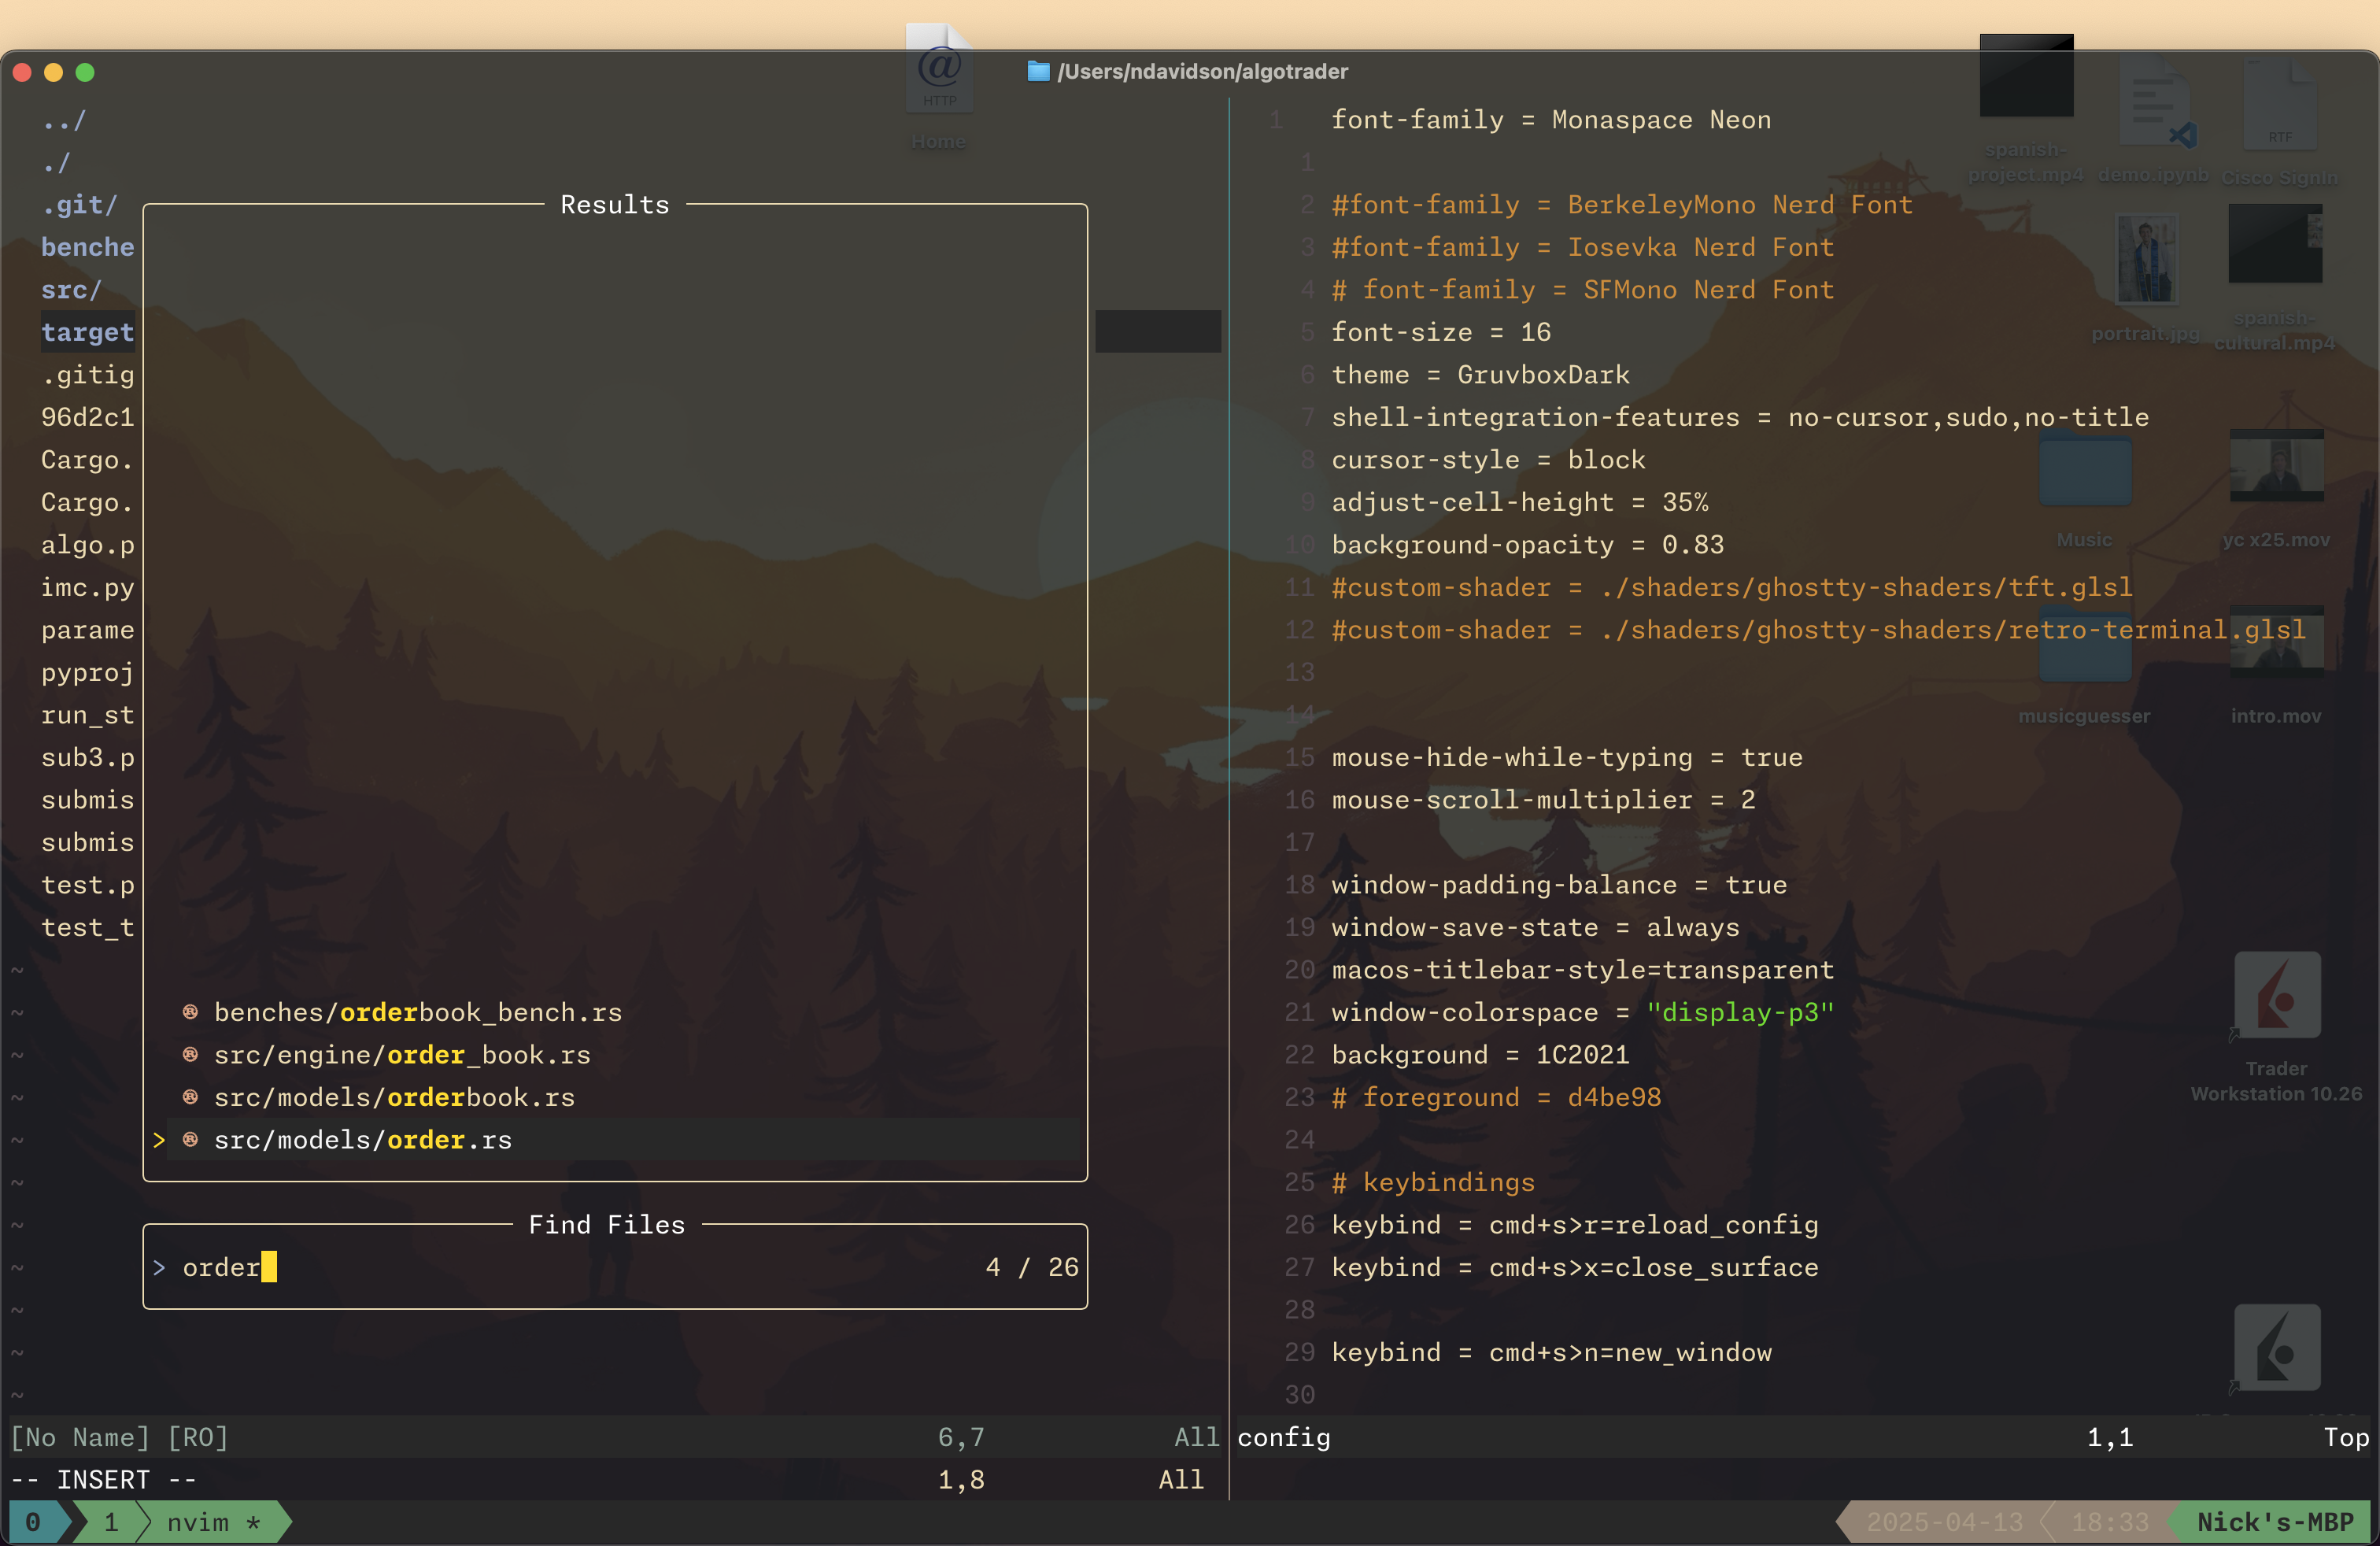 /Users/ndavidson/algotrader
HTTP
Home
../
./
.git/
benche
src/
target
.gitig
96d2c1
Cargo.
Cargo.
algo.p
imc.py
parame
pyproj
run_st
sub3.p
submis
submis
test.p
test_t
~
~
~
~
~
~
~
~
~
~
~
Results
benches/orderbook_bench.rs
src/engine/order_book.rs
src/models/orderbook.rs
> src/models/order.rs
Find Files
> order 4 / 26
[No Name] [RO] 6,7 All
-- INSERT -- 1,8 All
1 font-family = Monaspace Neon
1
2 #font-family = BerkeleyMono Nerd Font
3 #font-family = Iosevka Nerd Font
4 # font-family = SFMono Nerd Font
5 font-size = 16
6 theme = GruvboxDark
7 shell-integration-features = no-cursor,sudo,no-title
8 cursor-style = block
9 adjust-cell-height = 35%
10 background-opacity = 0.83
11 #custom-shader = ./shaders/ghostty-shaders/tft.glsl
12 #custom-shader = ./shaders/ghostty-shaders/retro-terminal.glsl
13
14
15 mouse-hide-while-typing = true
16 mouse-scroll-multiplier = 2
17
18 window-padding-balance = true
19 window-save-state = always
20 macos-titlebar-style=transparent
21 window-colorspace = "display-p3"
22 background = 1C2021
23 # foreground = d4be98
24
25 # keybindings
26 keybind = cmd+s>r=reload_config
27 keybind = cmd+s>x=close_surface
28
29 keybind = cmd+s>n=new_window
30
config 1,1 Top
spanish-
project.mp4
demo.ipynb
RTF
Cisco SignIn
portrait.jpg
spanish-
cultural.mp4
Music
yc x25.mov
musicguesser
intro.mov
Trader
Workstation 10.26
0 1 nvim *
2025-04-13 18:33 Nick's-MBP